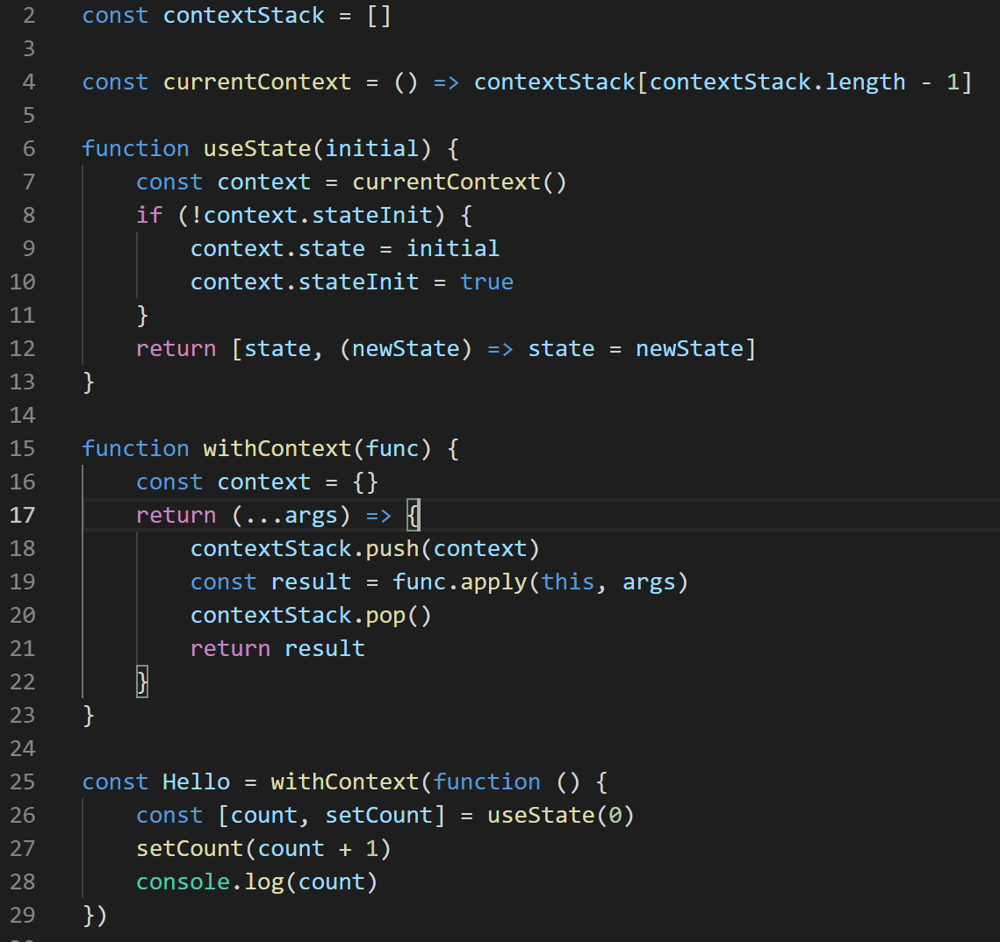 2 const contextStack = []
3
4 const currentContext = () => contextStack[contextStack.length - 1]
5
6 function useState(initial) {
7     const context = currentContext()
8     if (!context.stateInit) {
9         context.state = initial
10         context.stateInit = true
11     }
12     return [state, (newState) => state = newState]
13 }
14
15 function withContext(func) {
16     const context = {}
17     return (...args) => {
18         contextStack.push(context)
19         const result = func.apply(this, args)
20         contextStack.pop()
21         return result
22     }
23 }
24
25 const Hello = withContext(function () {
26     const [count, setCount] = useState(0)
27     setCount(count + 1)
28     console.log(count)
29 })